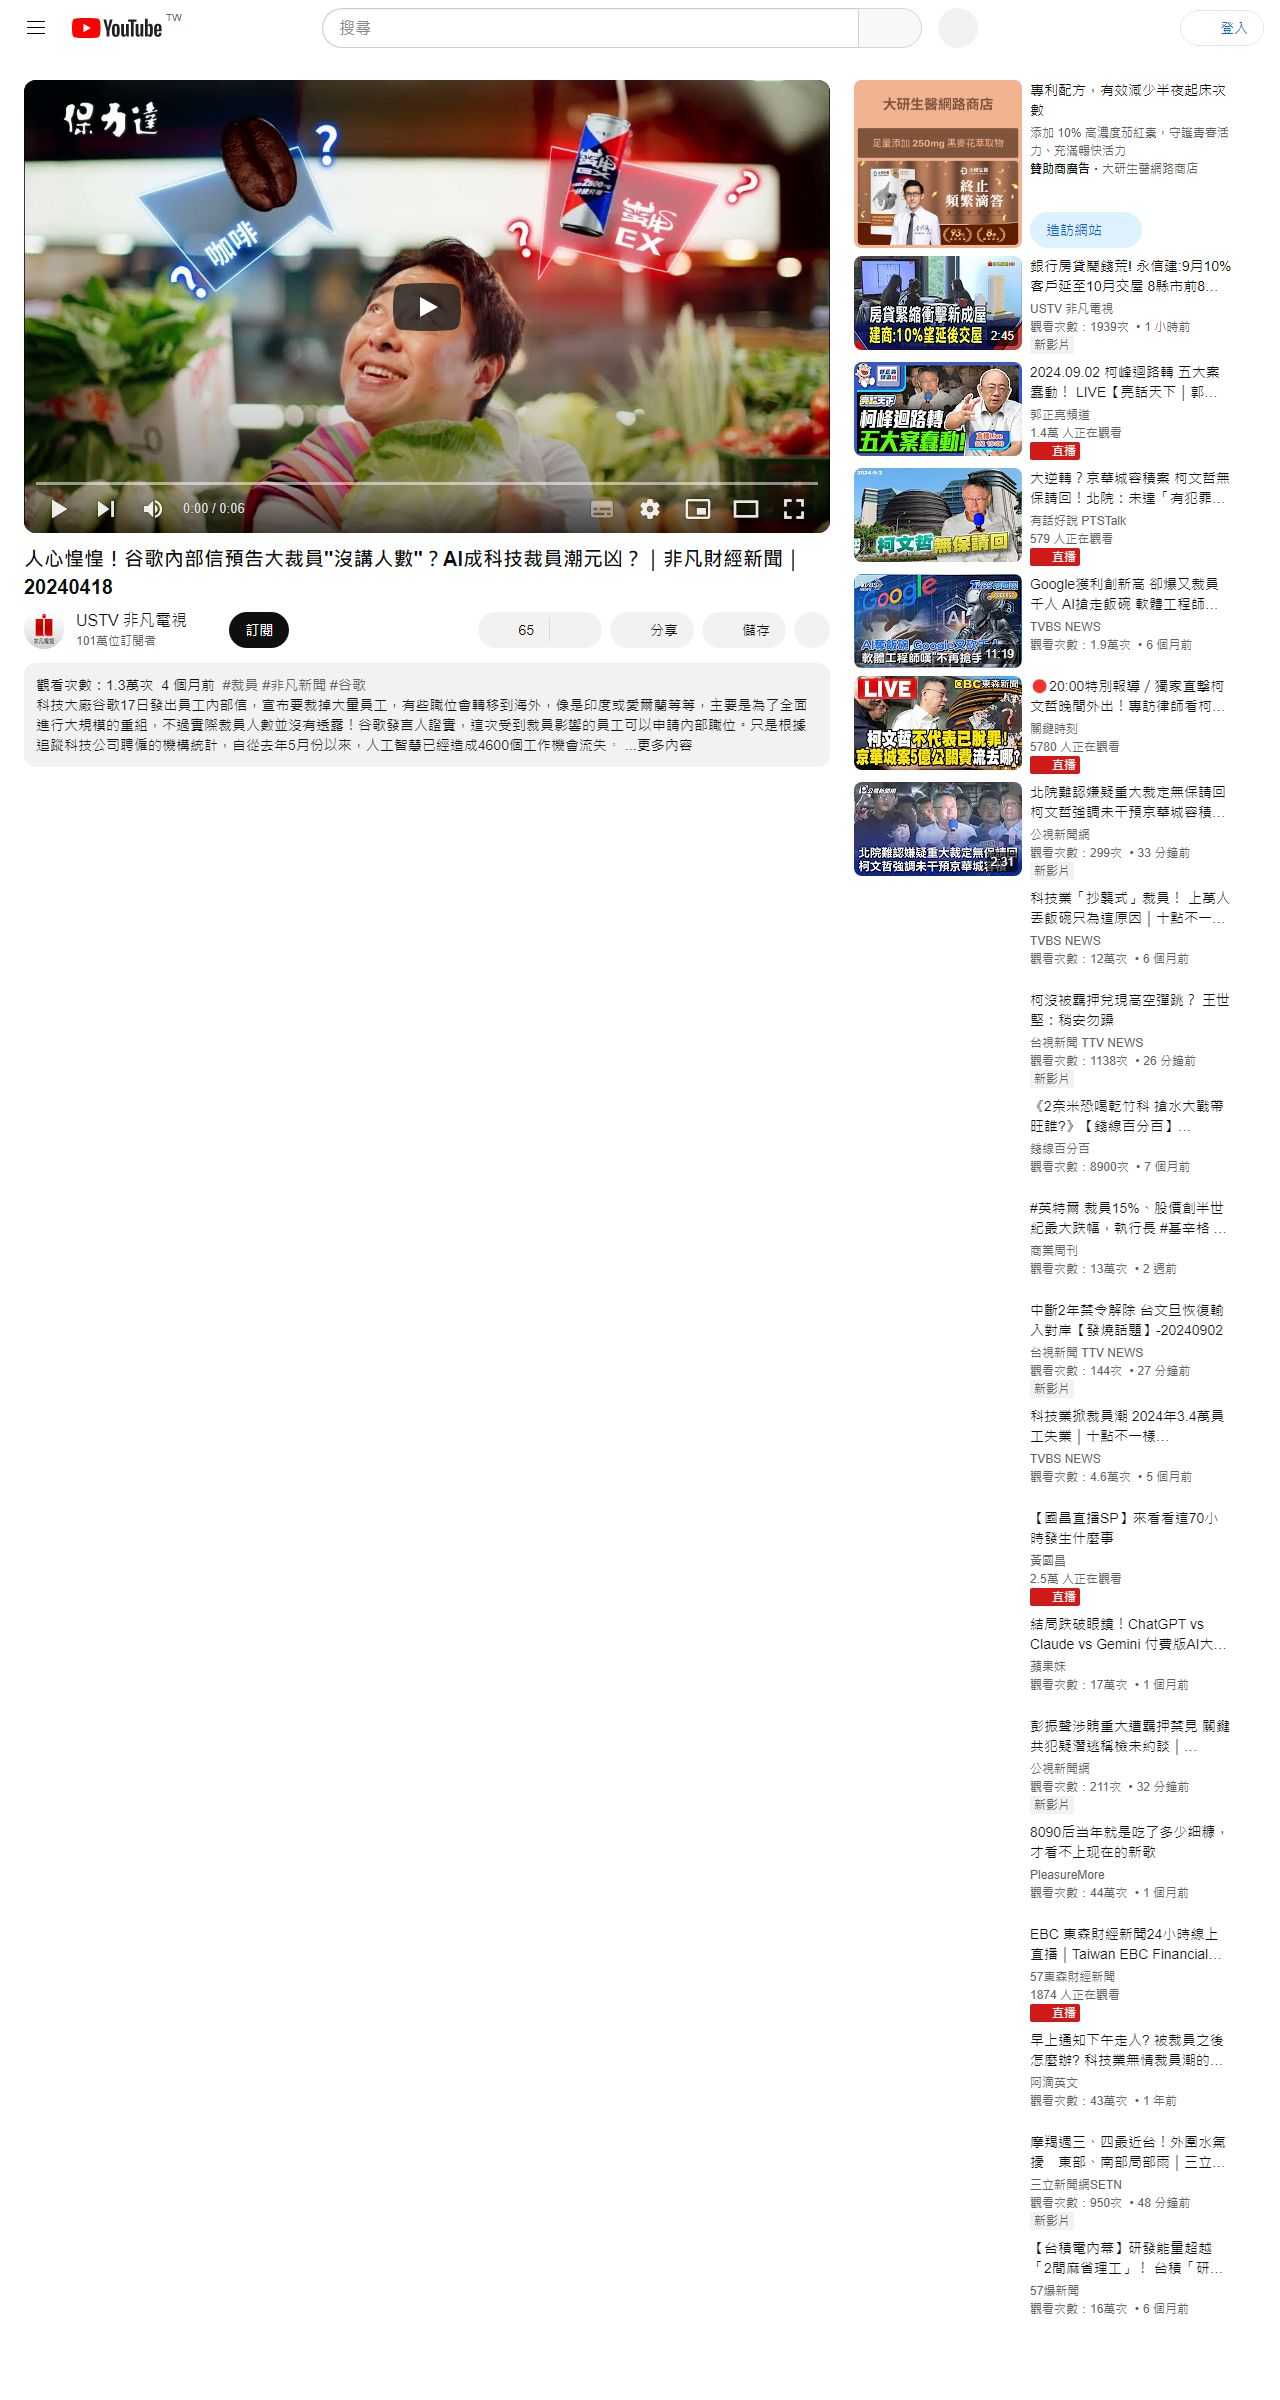 YouTube TW
搜尋
登入
保力達
?
?
?
?
咖啡
蠻牛
EX
0:00 / 0:06
人心惶惶！谷歌內部信預告大裁員"沒講人數"？AI成科技裁員潮元凶？｜非凡財經新聞｜
20240418
USTV 非凡電視
101萬位訂閱者
訂閱
65
分享
儲存
觀看次數：1.3萬次 4 個月前 #裁員 #非凡新聞 #谷歌
科技大廠谷歌17日發出員工內部信，宣布要裁掉大量員工，有些職位會轉移到海外，像是印度或愛爾蘭等等，主要是為了全面
進行大規模的重組，不過實際裁員人數並沒有透露！谷歌發言人證實，這次受到裁員影響的員工可以申請內部職位。只是根據
追蹤科技公司聘僱的機構統計，自從去年5月份以來，人工智慧已經造成4600個工作機會流失。 ...更多內容
大研生醫網路商店
足量添加 250mg 黑麥花萃取物
終止
頻繁滴答
專利配方，有效減少半夜起床次
數
添加 10% 高濃度茄紅素，守護青春活
力、充滿暢快活力
贊助商廣告・大研生醫網路商店
造訪網站
房貸緊縮衝擊新成屋
建商:10%望延後交屋
2:45
銀行房貸鬧錢荒! 永信建:9月10%
客戶延至10月交屋 8縣市前8...
USTV 非凡電視
觀看次數：1939次 • 1 小時前
新影片
亮話天下
柯峰迴路轉
五大案蠢動!
2024.09.02 柯峰迴路轉 五大案
蠢動！ LIVE【亮話天下｜郭...
郭正亮頻道
1.4萬 人正在觀看
直播
2024-9-2
柯文哲無保請回
大逆轉？京華城容積案 柯文哲無
保請回！北院：未達「有犯罪...
有話好說 PTSTalk
579 人正在觀看
直播
Google
AI
AI奪飯碗 Google又砍千人
軟體工程師嘆"不再搶手"
11:19
Google獲利創新高 卻爆又裁員
千人 AI搶走飯碗 軟體工程師...
TVBS NEWS
觀看次數：1.9萬次 • 6 個月前
LIVE
EBC 東森新聞
柯文哲不代表已脫罪!
京華城案5億公關費流去哪?
🔴20:00特別報導／獨家直擊柯
文哲晚間外出！專訪律師看柯...
關鍵時刻
5780 人正在觀看
直播
公視新聞網
北院難認嫌疑重大裁定無保請回
柯文哲強調未干預京華城容積
2:31
北院難認嫌疑重大裁定無保請回
柯文哲強調未干預京華城容積...
公視新聞網
觀看次數：299次 • 33 分鐘前
新影片
科技業「抄襲式」裁員！ 上萬人
丟飯碗只為這原因｜十點不一...
TVBS NEWS
觀看次數：12萬次 • 6 個月前
柯沒被羈押兌現高空彈跳？ 王世
堅：稍安勿躁
台視新聞 TTV NEWS
觀看次數：1138次 • 26 分鐘前
新影片
《2奈米恐喝乾竹科 搶水大戰帶
旺誰?》【錢線百分百】...
錢線百分百
觀看次數：8900次 • 7 個月前
#英特爾 裁員15%、股價創半世
紀最大跌幅，執行長 #基辛格 ...
商業周刊
觀看次數：13萬次 • 2 週前
中斷2年禁令解除 台文旦恢復輸
入對岸【發燒話題】-20240902
台視新聞 TTV NEWS
觀看次數：144次 • 27 分鐘前
新影片
科技業掀裁員潮 2024年3.4萬員
工失業｜十點不一樣...
TVBS NEWS
觀看次數：4.6萬次 • 5 個月前
【國昌直播SP】來看看這70小
時發生什麼事
黃國昌
2.5萬 人正在觀看
直播
結局跌破眼鏡！ChatGPT vs
Claude vs Gemini 付費版AI大...
蘋果妹
觀看次數：17萬次 • 1 個月前
彭振聲涉賄重大遭羈押禁見 關鍵
共犯疑潛逃稱檢未約談｜...
公視新聞網
觀看次數：211次 • 32 分鐘前
新影片
8090后当年就是吃了多少细糠，
才看不上现在的新歌
PleasureMore
觀看次數：44萬次 • 1 個月前
EBC 東森財經新聞24小時線上
直播｜Taiwan EBC Financial...
57東森財經新聞
1874 人正在觀看
直播
早上通知下午走人? 被裁員之後
怎麼辦? 科技業無情裁員潮的...
阿滴英文
觀看次數：43萬次 • 1 年前
摩羯週三、四最近台！外圍水氣
擾　東部、南部局部雨｜三立...
三立新聞網SETN
觀看次數：950次 • 48 分鐘前
新影片
【台積電內幕】研發能量超越
「2間麻省理工」！ 台積「研...
57爆新聞
觀看次數：16萬次 • 6 個月前